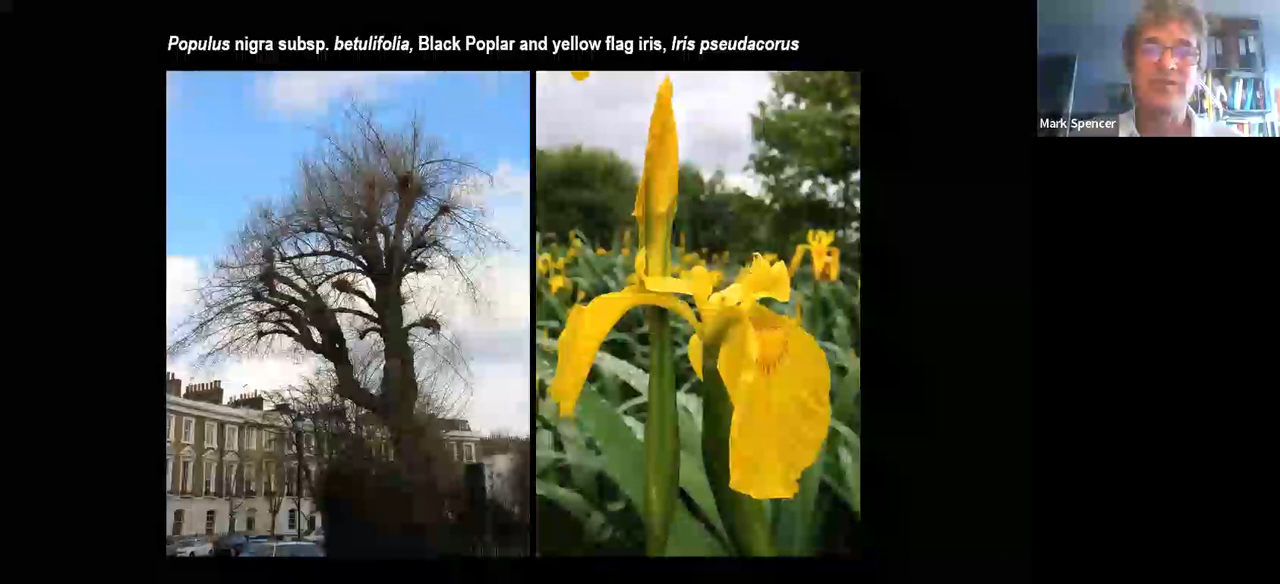 Populus nigra subsp. betulifolia, Black Poplar and yellow flag iris, Iris pseudacorus
Mark Spencer